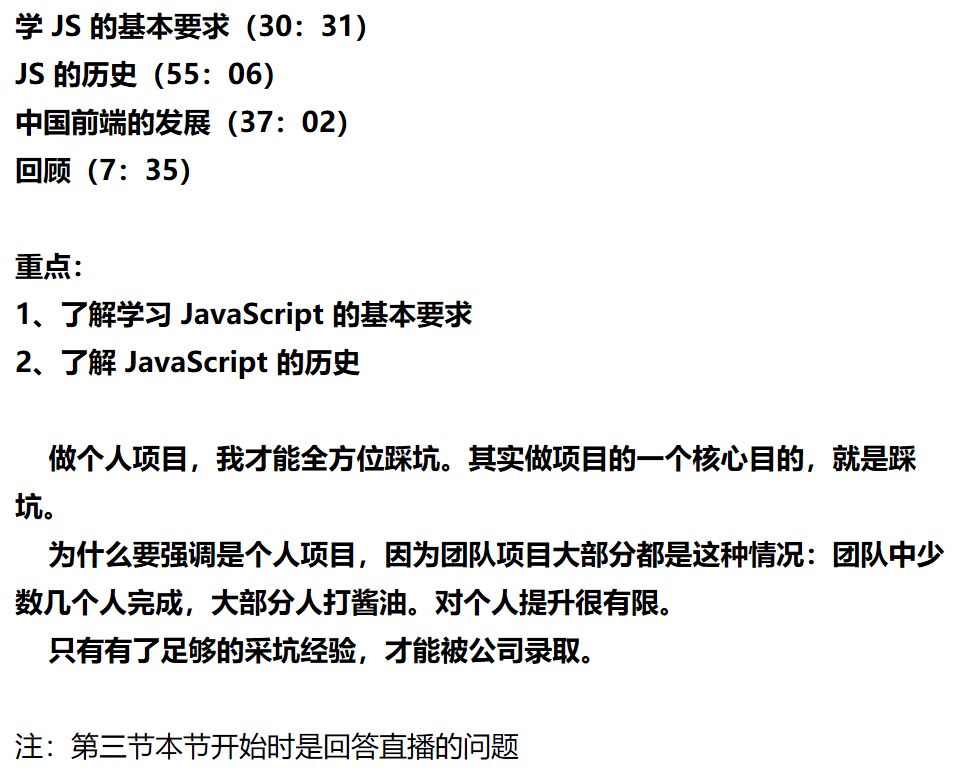 学 JS 的基本要求（30：31）
JS 的历史（55：06）
中国前端的发展（37：02）
回顾（7：35）
重点：
1、了解学习 JavaScript 的基本要求
2、了解 JavaScript 的历史
做个人项目，我才能全方位踩坑。其实做项目的一个核心目的，就是踩
坑。
为什么要强调是个人项目，因为团队项目大部分都是这种情况：团队中少
数几个人完成，大部分人打酱油。对个人提升很有限。
只有有了足够的采坑经验，才能被公司录取。
注：第三节本节开始时是回答直播的问题